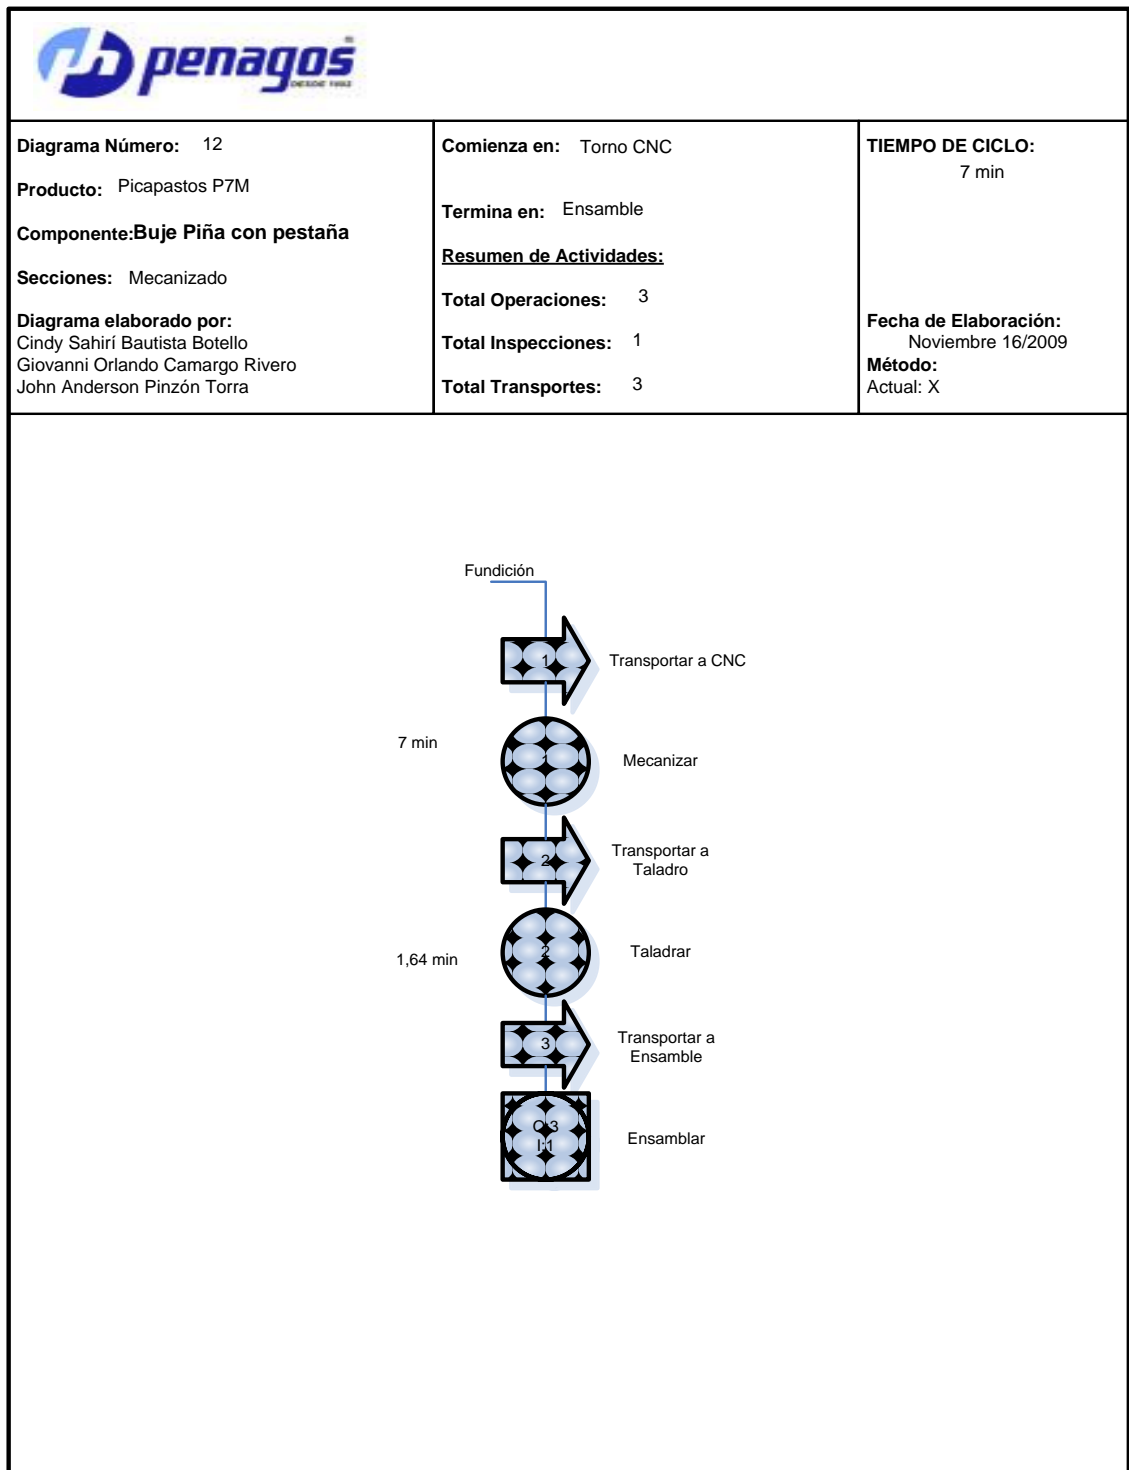 penagos
DESDE 1892
Diagrama Número: 12
Producto: Picapastos P7M
Componente:Buje Piña con pestaña
Secciones: Mecanizado
Diagrama elaborado por:
Cindy Sahirí Bautista Botello
Giovanni Orlando Camargo Rivero
John Anderson Pinzón Torra
Comienza en: Torno CNC
Termina en: Ensamble
Resumen de Actividades:
Total Operaciones: 3
Total Inspecciones: 1
Total Transportes: 3
TIEMPO DE CICLO:
7 min
Fecha de Elaboración:
Noviembre 16/2009
Método:
Actual: X
Fundición
1
Transportar a CNC
7 min
1
Mecanizar
2
Transportar a
Taladro
1,64 min
2
Taladrar
3
Transportar a
Ensamble
O:3
I:1
Ensamblar